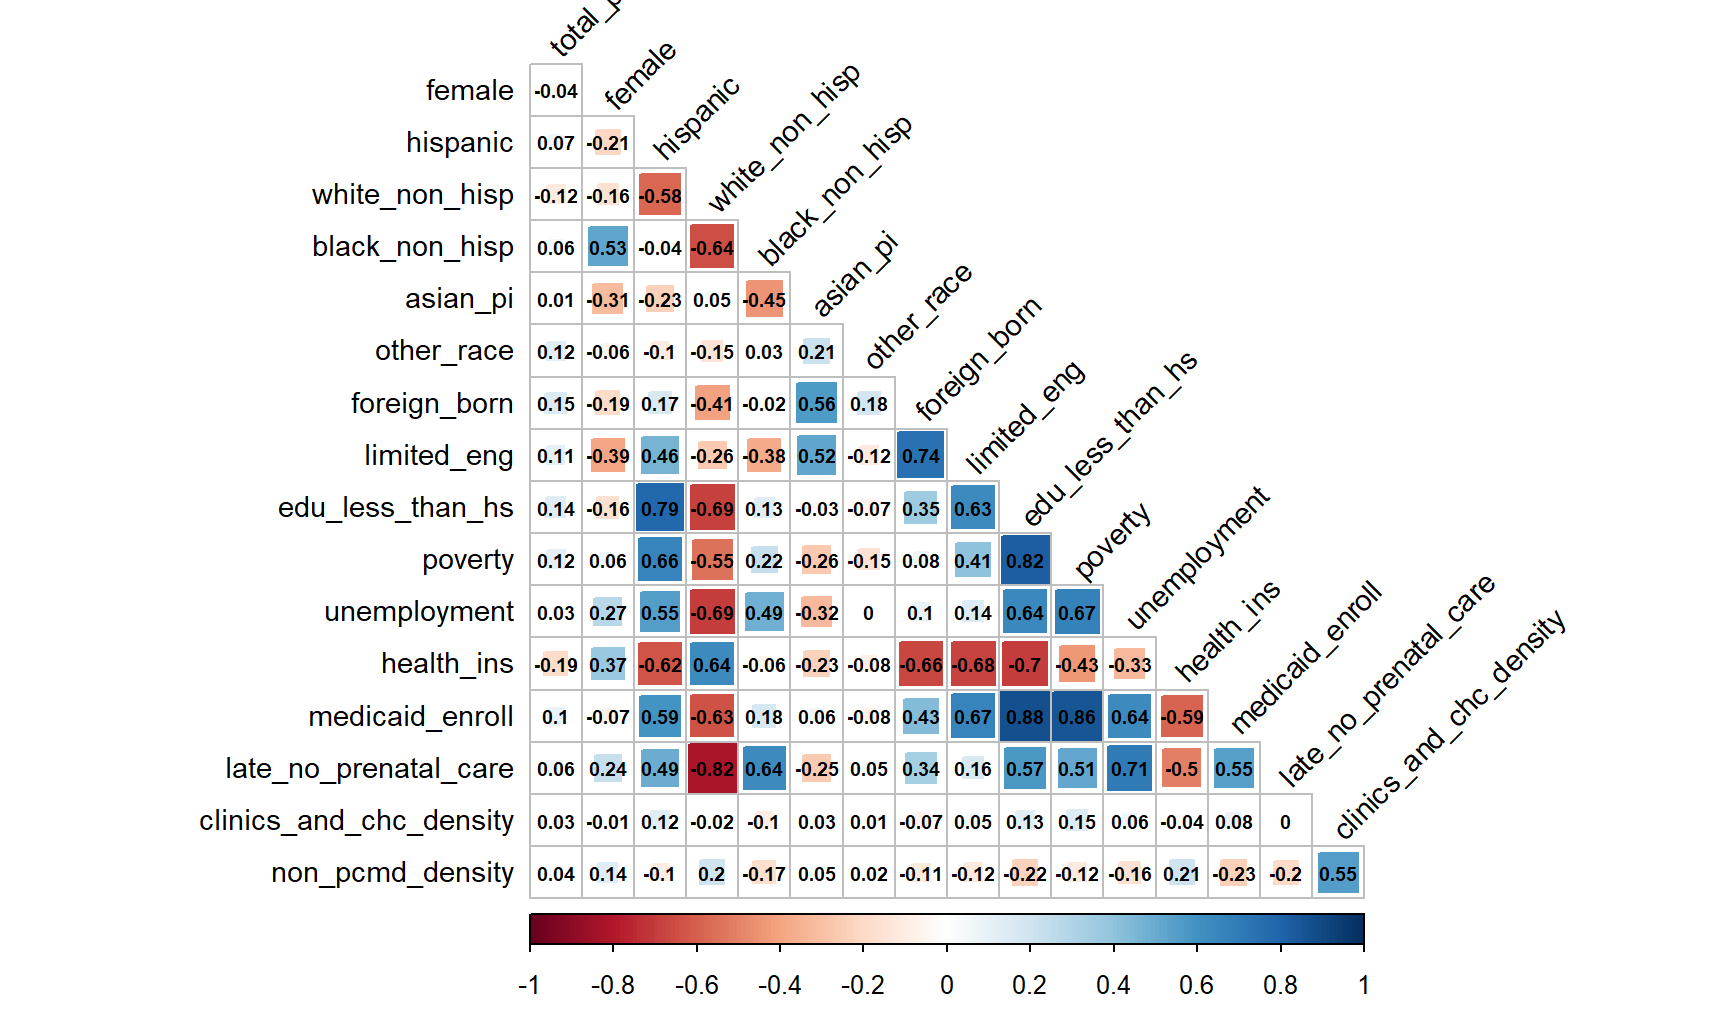 total_p
female -0.04 female
hispanic 0.07 -0.21 hispanic
white_non_hisp -0.12 -0.16 -0.58 white_non_hisp
black_non_hisp 0.06 0.53 -0.04 -0.64 black_non_hisp
asian_pi 0.01 -0.31 -0.23 0.05 -0.45 asian_pi
other_race 0.12 -0.06 -0.1 -0.15 0.03 0.21 other_race
foreign_born 0.15 -0.19 0.17 -0.41 -0.02 0.56 0.18 foreign_born
limited_eng 0.11 -0.39 0.46 -0.26 -0.38 0.52 -0.12 0.74 limited_eng
edu_less_than_hs 0.14 -0.16 0.79 -0.69 0.13 -0.03 -0.07 0.35 0.63 edu_less_than_hs
poverty 0.12 0.06 0.66 -0.55 0.22 -0.26 -0.15 0.08 0.41 0.82 poverty
unemployment 0.03 0.27 0.55 -0.69 0.49 -0.32 0 0.1 0.14 0.64 0.67 unemployment
health_ins -0.19 0.37 -0.62 0.64 -0.06 -0.23 -0.08 -0.66 -0.68 -0.7 -0.43 -0.33 health_ins
medicaid_enroll 0.1 -0.07 0.59 -0.63 0.18 0.06 -0.08 0.43 0.67 0.88 0.86 0.64 -0.59 medicaid_enroll
late_no_prenatal_care 0.06 0.24 0.49 -0.82 0.64 -0.25 0.05 0.34 0.16 0.57 0.51 0.71 -0.5 0.55 late_no_prenatal_care
clinics_and_chc_density 0.03 -0.01 0.12 -0.02 -0.1 0.03 0.01 -0.07 0.05 0.13 0.15 0.06 -0.04 0.08 0 clinics_and_chc_density
non_pcmd_density 0.04 0.14 -0.1 0.2 -0.17 0.05 0.02 -0.11 -0.12 -0.22 -0.12 -0.16 0.21 -0.23 -0.2 0.55
-1 -0.8 -0.6 -0.4 -0.2 0 0.2 0.4 0.6 0.8 1